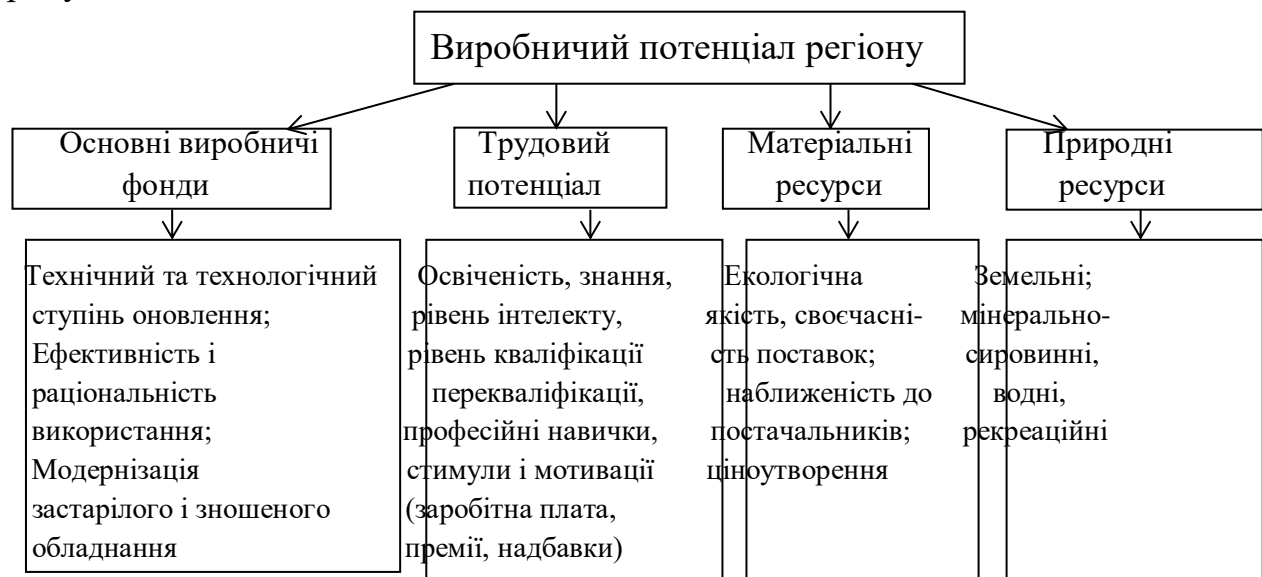 Виробничий потенціал регіону
Основні виробничі
фонди
Трудовий
потенціал
Матеріальні
ресурси
Природні
ресурси
Технічний та технологічний
ступінь оновлення;
Ефективність і
раціональність
використання;
Модернізація
застарілого і зношеного
обладнання
Освіченість, знання,
рівень інтелекту,
рівень кваліфікації
перекваліфікації,
професійні навички,
стимули і мотивації
(заробітна плата,
премії, надбавки)
Екологічна
якість, своєчасні-
сть поставок;
наближеність до
постачальників;
ціноутворення
Земельні;
мінерально-
сировинні,
водні,
рекреаційні